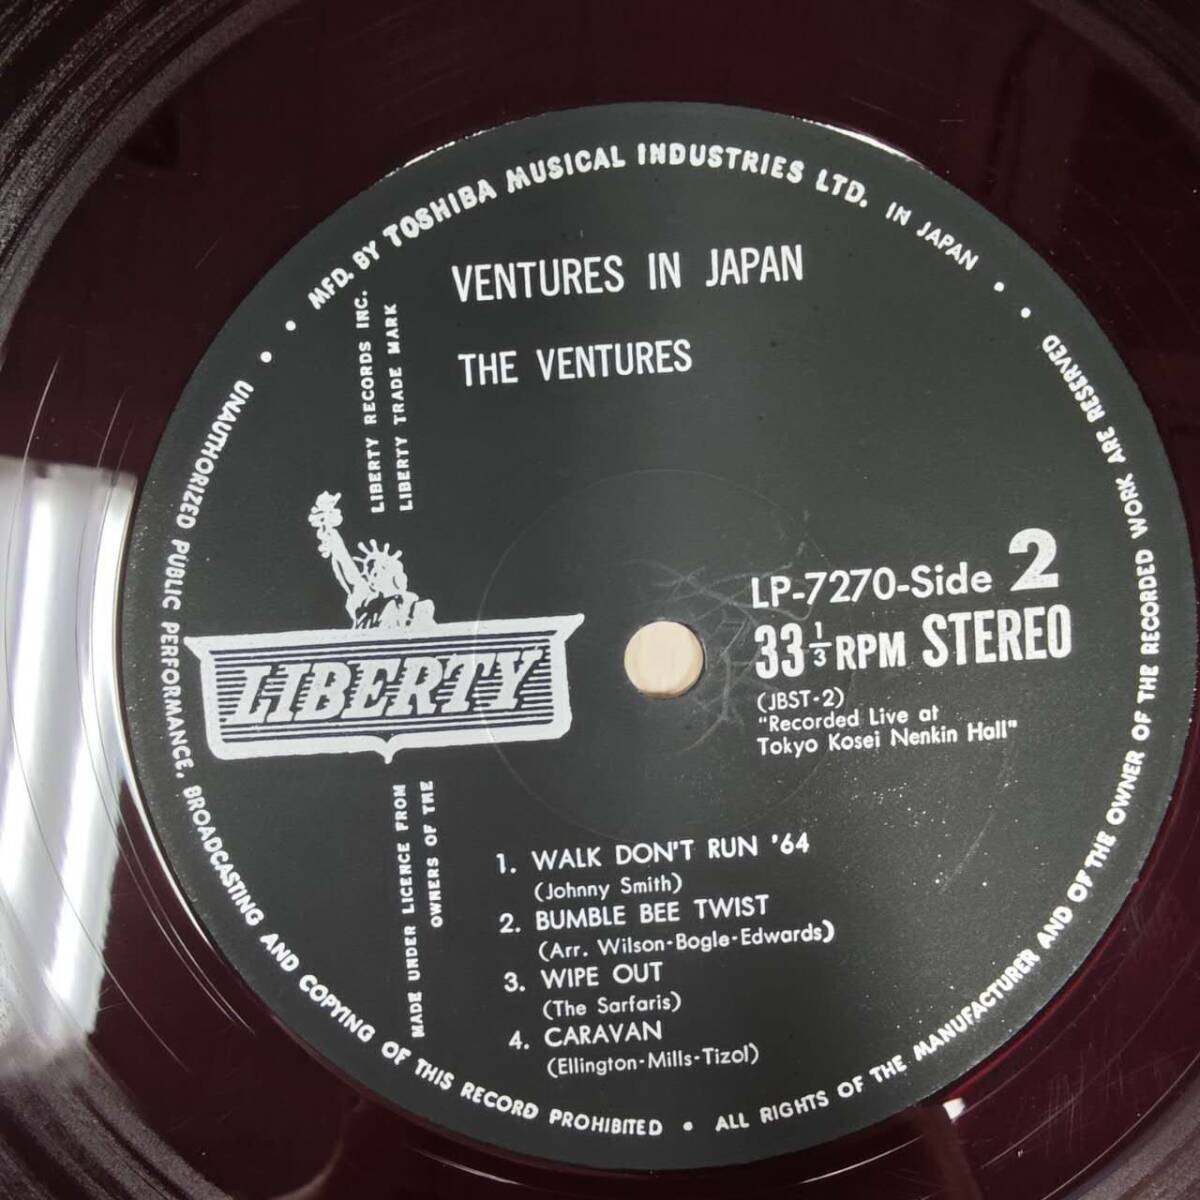 MFD. BY TOSHIBA MUSICAL INDUSTRIES LTD. IN JAPAN •
VENTURES IN JAPAN
THE VENTURES
LIBERTY RECORDS INC.
LIBERTY TRADE MARK
LIBERTY
LP-7270-Side 2
33 1/3 RPM STEREO
(JBST-2)
"Recorded Live at
Tokyo Kosei Nenkin Hall"
MADE UNDER LICENCE FROM
OWNERS OF THE
1. WALK DON'T RUN '64
(Johnny Smith)
2. BUMBLE BEE TWIST
(Arr. Wilson-Bogle-Edwards)
3. WIPE OUT
(The Sarfaris)
4. CARAVAN
(Ellington-Mills-Tizol)
• ALL RIGHTS OF THE MANUFACTURER AND OF THE OWNER OF THE RECORDED WORK ARE RESERVED •
UNAUTHORIZED PUBLIC PERFORMANCE, BROADCASTING AND COPYING OF THIS RECORD PROHIBITED